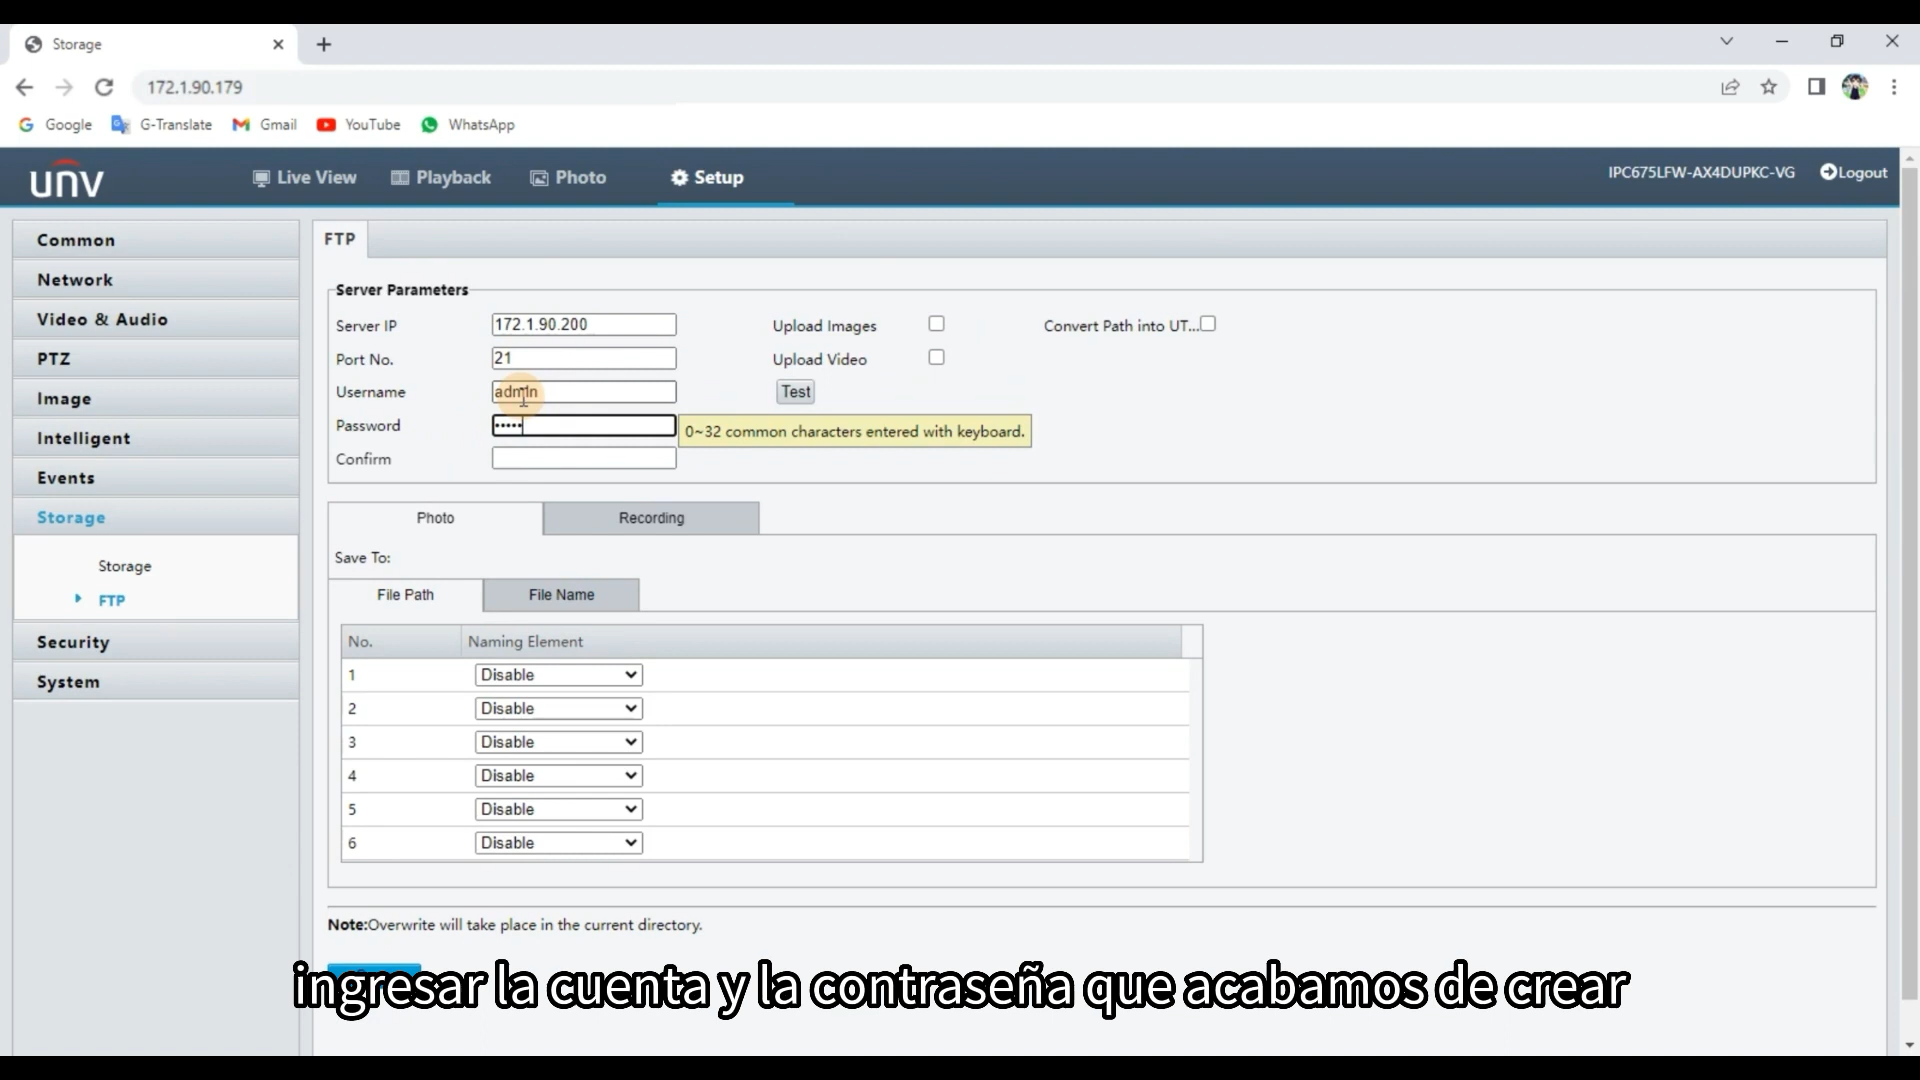 Storage
172.1.90.179
Google G-Translate Gmail YouTube WhatsApp
unv Live View Playback Photo Setup IPC675LFW-AX4DUPKC-VG Logout
Common
Network
Video & Audio
PTZ
Image
Intelligent
Events
Storage
Storage
FTP
Security
System
FTP
Server Parameters
Server IP 172.1.90.200 Upload Images Convert Path into UT...
Port No. 21 Upload Video
Username admin Test
Password ••••• 0~32 common characters entered with keyboard.
Confirm
Photo Recording
Save To:
File Path File Name
No. Naming Element
1 Disable
2 Disable
3 Disable
4 Disable
5 Disable
6 Disable
Note:Overwrite will take place in the current directory.
ingresar la cuenta y la contraseña que acabamos de crear